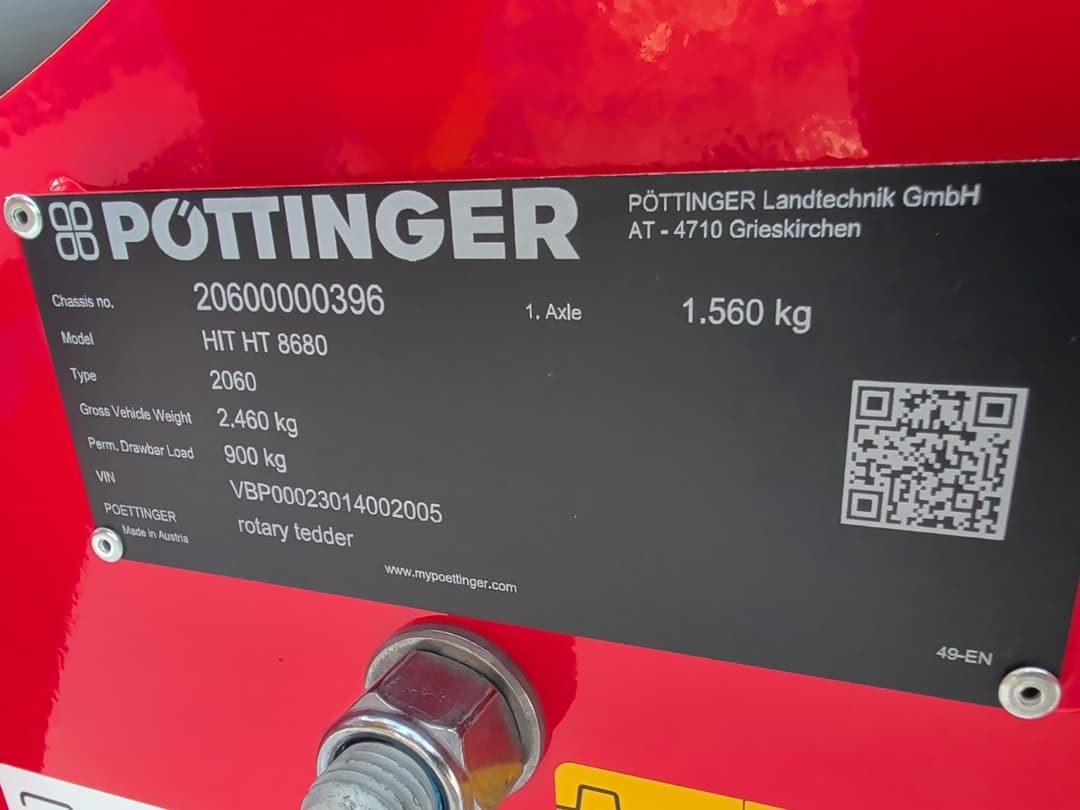 PÖTTINGER
PÖTTINGER Landtechnik GmbH
AT - 4710 Grieskirchen
Chassis no. 20600000396 1. Axle 1.560 kg
Model HIT HT 8680
Type 2060
Gross Vehicle Weight 2.460 kg
Perm. Drawbar Load 900 kg
VIN VBP00023014002005
POETTINGER rotary tedder
Made in Austria
www.mypoettinger.com
49-EN